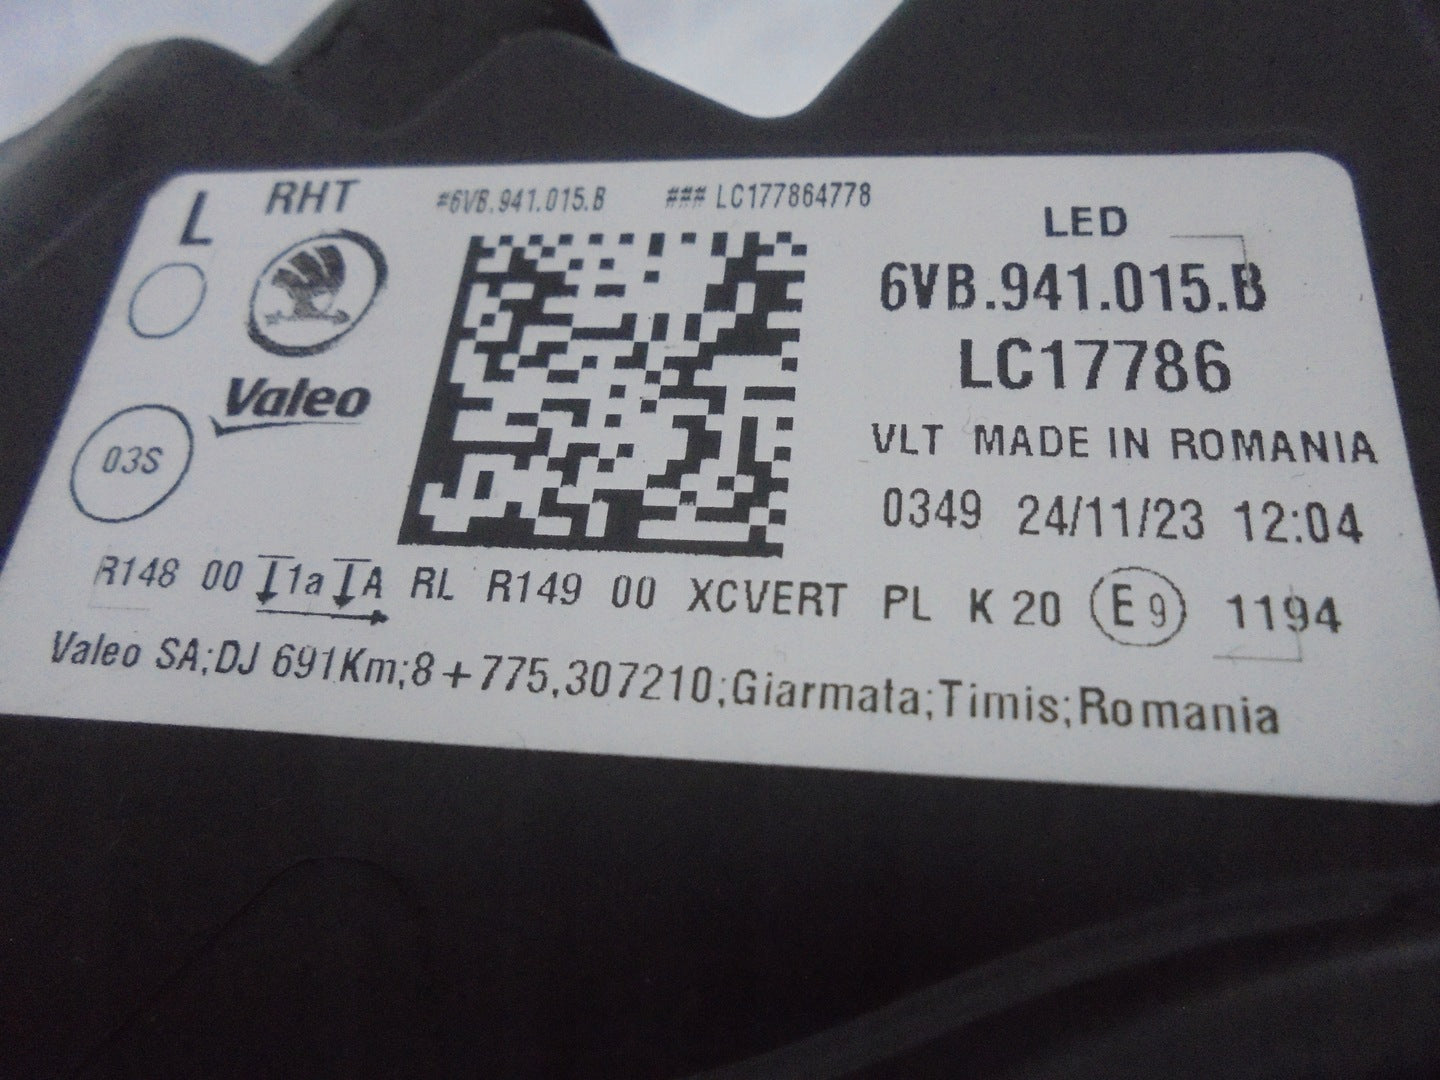 L RHT #6VB.941.015.B ### LC177864778
LED
6VB.941.015.B
LC17786
Valeo
VLT MADE IN ROMANIA
03S
0349 24/11/23 12:04
R148 00 1a A RL R149 00 XCVERT PL K 20 E9 1194
Valeo SA;DJ 691Km;8+775,307210;Giarmata;Timis;Romania